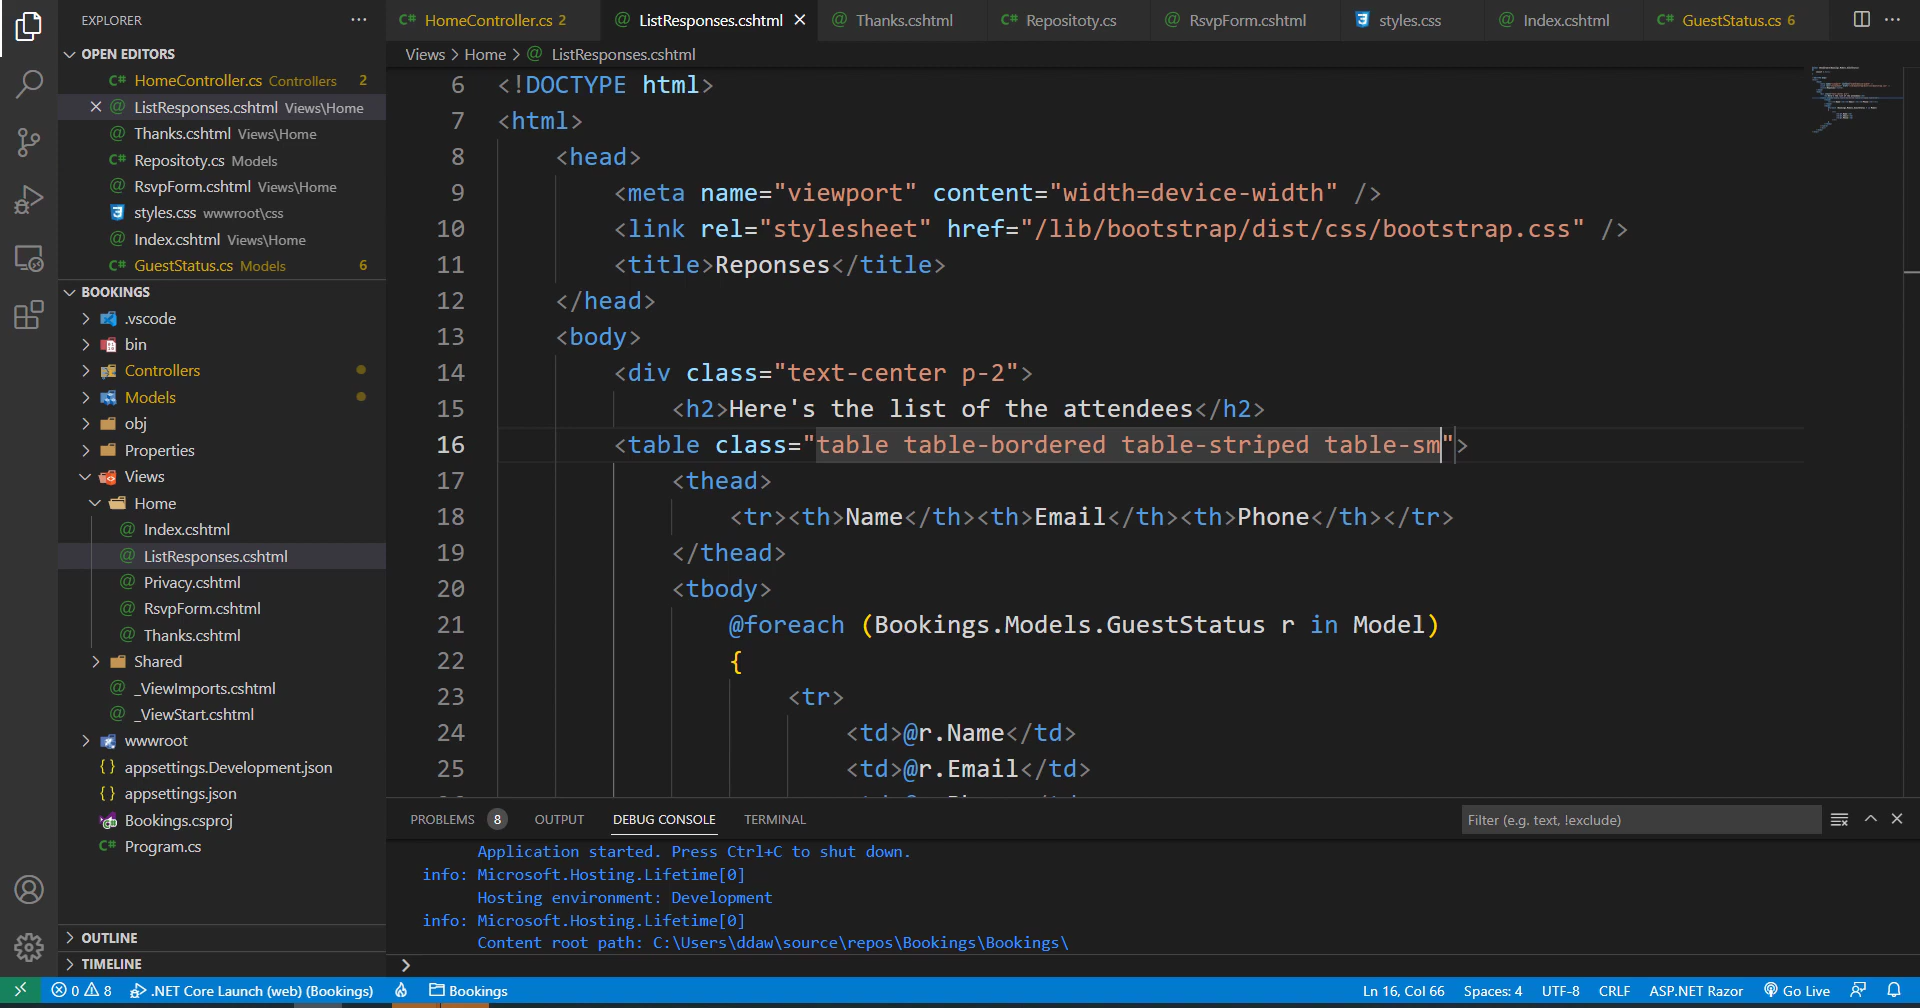 EXPLORER
OPEN EDITORS
HomeController.cs Controllers 2
ListResponses.cshtml Views\Home
Thanks.cshtml Views\Home
Repositoty.cs Models
RsvpForm.cshtml Views\Home
styles.css wwwroot\css
Index.cshtml Views\Home
GuestStatus.cs Models 6
BOOKINGS
.vscode
bin
Controllers
Models
obj
Properties
Views
Home
Index.cshtml
ListResponses.cshtml
Privacy.cshtml
RsvpForm.cshtml
Thanks.cshtml
Shared
_ViewImports.cshtml
_ViewStart.cshtml
wwwroot
appsettings.Development.json
appsettings.json
Bookings.csproj
Program.cs
OUTLINE
TIMELINE
HomeController.cs 2 ListResponses.cshtml Thanks.cshtml Repositoty.cs RsvpForm.cshtml styles.css Index.cshtml GuestStatus.cs 6
Views > Home > ListResponses.cshtml
6 <!DOCTYPE html>
7 <html>
8 <head>
9 <meta name="viewport" content="width=device-width" />
10 <link rel="stylesheet" href="/lib/bootstrap/dist/css/bootstrap.css" />
11 <title>Reponses</title>
12 </head>
13 <body>
14 <div class="text-center p-2">
15 <h2>Here's the list of the attendees</h2>
16 <table class="table table-bordered table-striped table-sm">
17 <thead>
18 <tr><th>Name</th><th>Email</th><th>Phone</th></tr>
19 </thead>
20 <tbody>
21 @foreach (Bookings.Models.GuestStatus r in Model)
22 {
23 <tr>
24 <td>@r.Name</td>
25 <td>@r.Email</td>
PROBLEMS 8 OUTPUT DEBUG CONSOLE TERMINAL Filter (e.g. text, !exclude)
Application started. Press Ctrl+C to shut down.
info: Microsoft.Hosting.Lifetime[0]
Hosting environment: Development
info: Microsoft.Hosting.Lifetime[0]
Content root path: C:\Users\ddaw\source\repos\Bookings\Bookings\
0 8 .NET Core Launch (web) (Bookings) Bookings Ln 16, Col 66 Spaces: 4 UTF-8 CRLF ASP.NET Razor Go Live